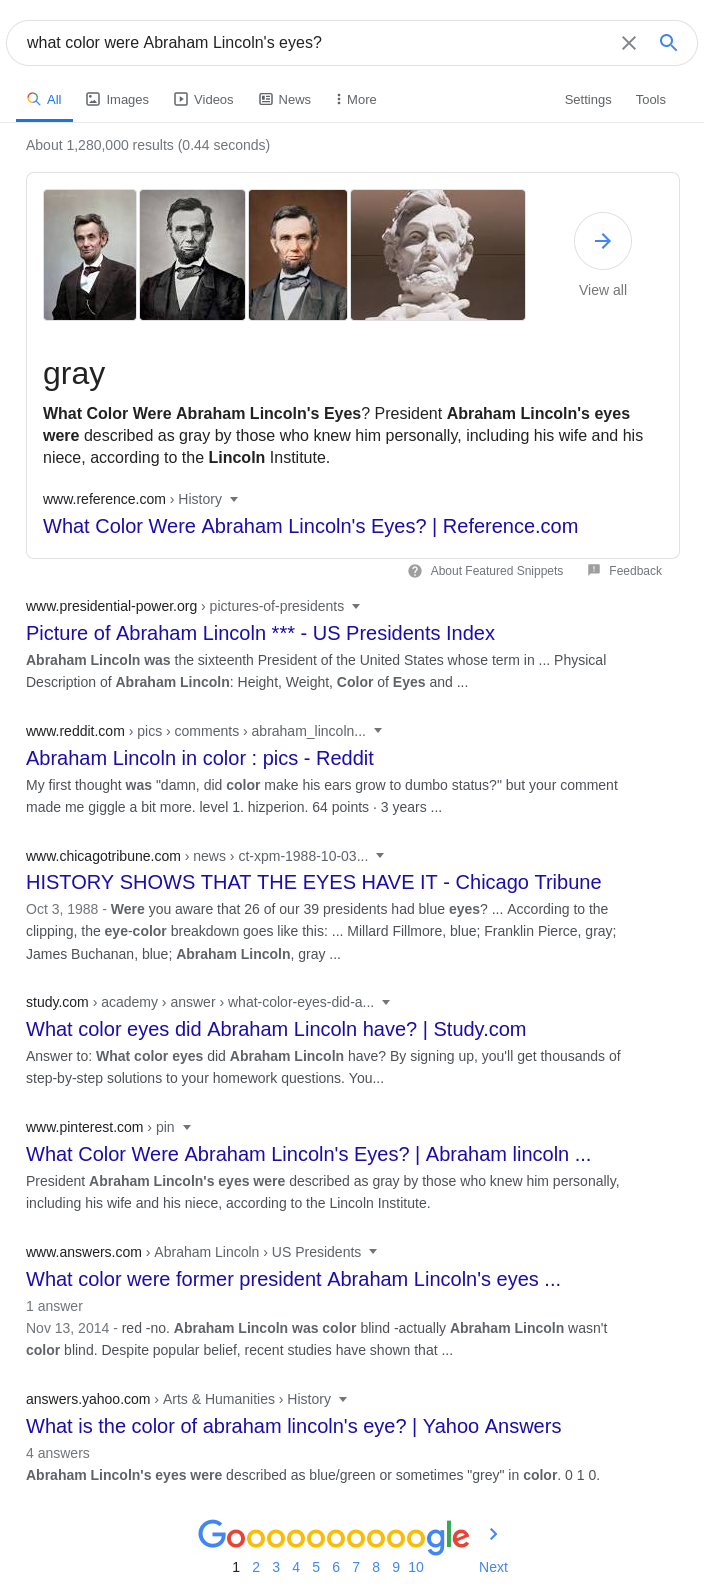 what color were Abraham Lincoln's eyes?
All Images Videos News More Settings Tools
About 1,280,000 results (0.44 seconds)
View all
gray
What Color Were Abraham Lincoln's Eyes? President Abraham Lincoln's eyes
were described as gray by those who knew him personally, including his wife and his
niece, according to the Lincoln Institute.
www.reference.com › History
What Color Were Abraham Lincoln's Eyes? | Reference.com
About Featured Snippets Feedback
www.presidential-power.org › pictures-of-presidents
Picture of Abraham Lincoln *** - US Presidents Index
Abraham Lincoln was the sixteenth President of the United States whose term in ... Physical
Description of Abraham Lincoln: Height, Weight, Color of Eyes and ...
www.reddit.com › pics › comments › abraham_lincoln...
Abraham Lincoln in color : pics - Reddit
My first thought was "damn, did color make his ears grow to dumbo status?" but your comment
made me giggle a bit more. level 1. hizperion. 64 points · 3 years ...
www.chicagotribune.com › news › ct-xpm-1988-10-03...
HISTORY SHOWS THAT THE EYES HAVE IT - Chicago Tribune
Oct 3, 1988 - Were you aware that 26 of our 39 presidents had blue eyes? ... According to the
clipping, the eye-color breakdown goes like this: ... Millard Fillmore, blue; Franklin Pierce, gray;
James Buchanan, blue; Abraham Lincoln, gray ...
study.com › academy › answer › what-color-eyes-did-a...
What color eyes did Abraham Lincoln have? | Study.com
Answer to: What color eyes did Abraham Lincoln have? By signing up, you'll get thousands of
step-by-step solutions to your homework questions. You...
www.pinterest.com › pin
What Color Were Abraham Lincoln's Eyes? | Abraham lincoln ...
President Abraham Lincoln's eyes were described as gray by those who knew him personally,
including his wife and his niece, according to the Lincoln Institute.
www.answers.com › Abraham Lincoln › US Presidents
What color were former president Abraham Lincoln's eyes ...
1 answer
Nov 13, 2014 - red -no. Abraham Lincoln was color blind -actually Abraham Lincoln wasn't
color blind. Despite popular belief, recent studies have shown that ...
answers.yahoo.com › Arts & Humanities › History
What is the color of abraham lincoln's eye? | Yahoo Answers
4 answers
Abraham Lincoln's eyes were described as blue/green or sometimes "grey" in color. 0 1 0.
Goooooooooogle
1 2 3 4 5 6 7 8 9 10 Next